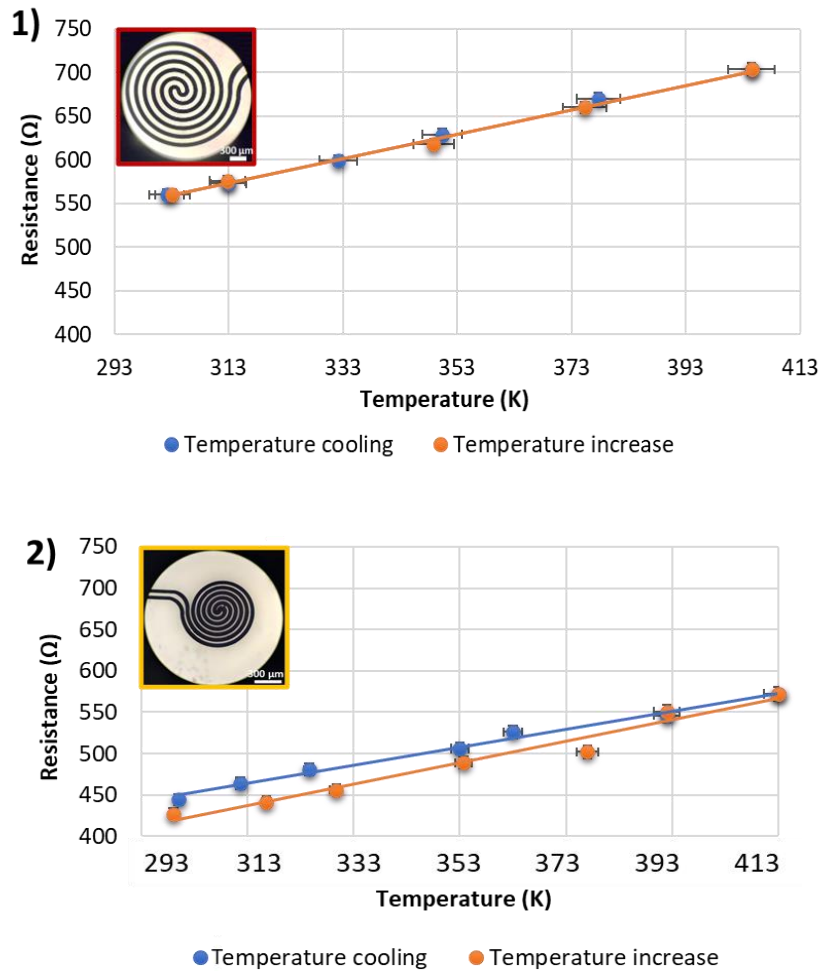 1)
750
700
650
600
550
500
450
400
Resistance (Ω)
300 µm
293 313 333 353 373 393 413
Temperature (K)
Temperature cooling Temperature increase
2)
750
700
650
600
550
500
450
400
Resistance (Ω)
300 µm
293 313 333 353 373 393 413
Temperature (K)
Temperature cooling Temperature increase